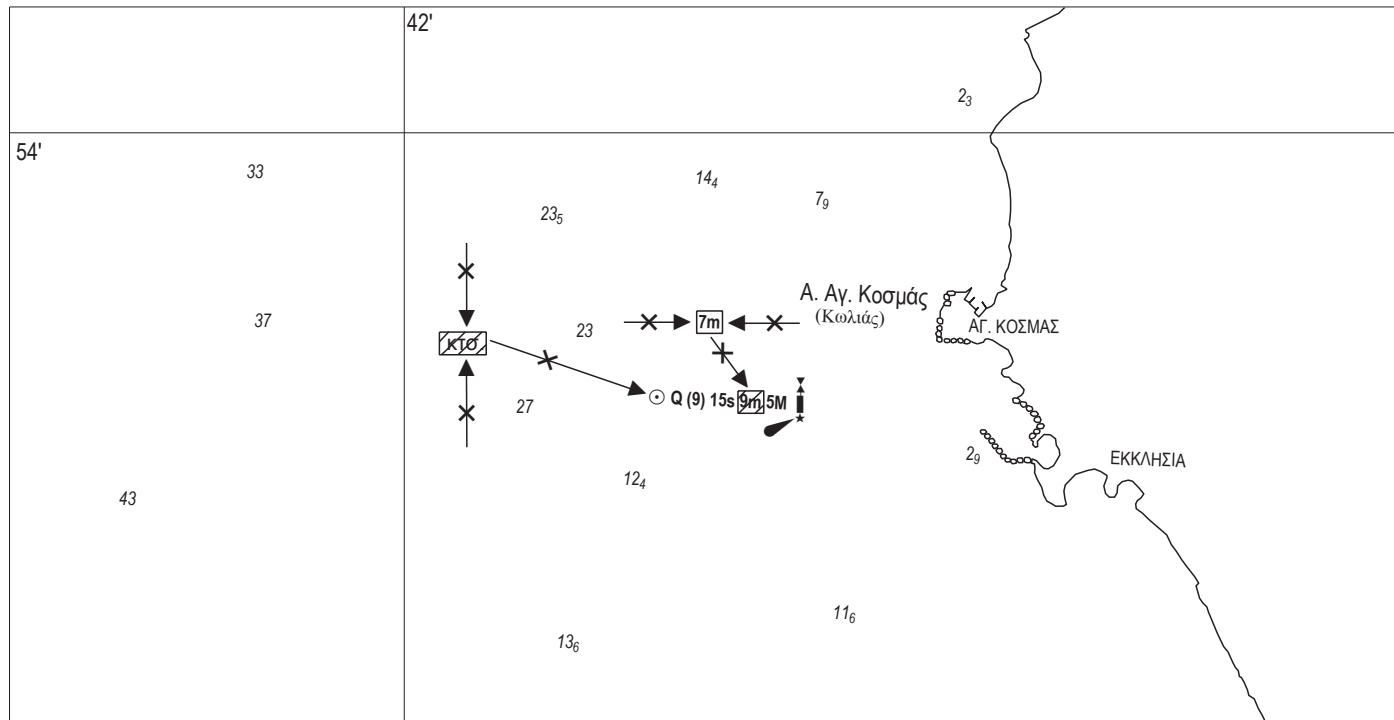 42'
2₃
54'
33
14₄
7₉
23₅
Α. Αγ. Κοσμάς
(Κωλιάς)
7m
37
23
ΑΓ. ΚΟΣΜΑΣ
ΚΤΟ
Q (9) 15s 9m 5M
27
2₉
ΕΚΚΛΗΣΙΑ
12₄
43
11₆
13₆